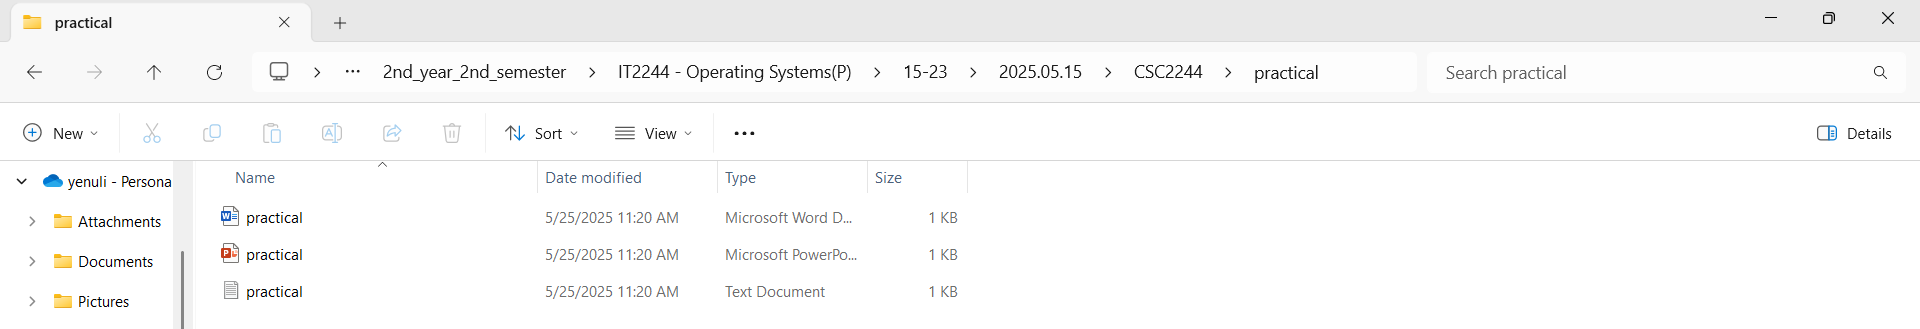 practical
2nd_year_2nd_semester > IT2244 - Operating Systems(P) > 15-23 > 2025.05.15 > CSC2244 > practical
Search practical
New
Sort
View
Details
Name
Date modified
Type
Size
yenuli - Persona
Attachments
Documents
Pictures
practical 5/25/2025 11:20 AM Microsoft Word D... 1 KB
practical 5/25/2025 11:20 AM Microsoft PowerPo... 1 KB
practical 5/25/2025 11:20 AM Text Document 1 KB